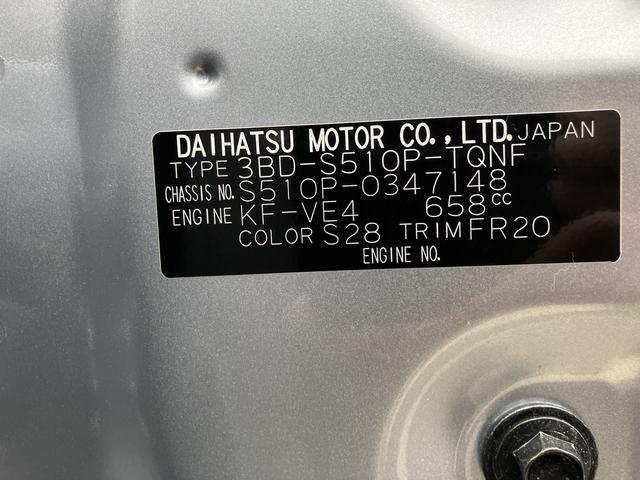 DAIHATSU MOTOR CO.,LTD. JAPAN
TYPE 3BD-S510P-TQNF
CHASSIS NO. S510P-0347148
ENGINE KF-VE4 658cc
COLOR S28 TRIM FR20
ENGINE NO.